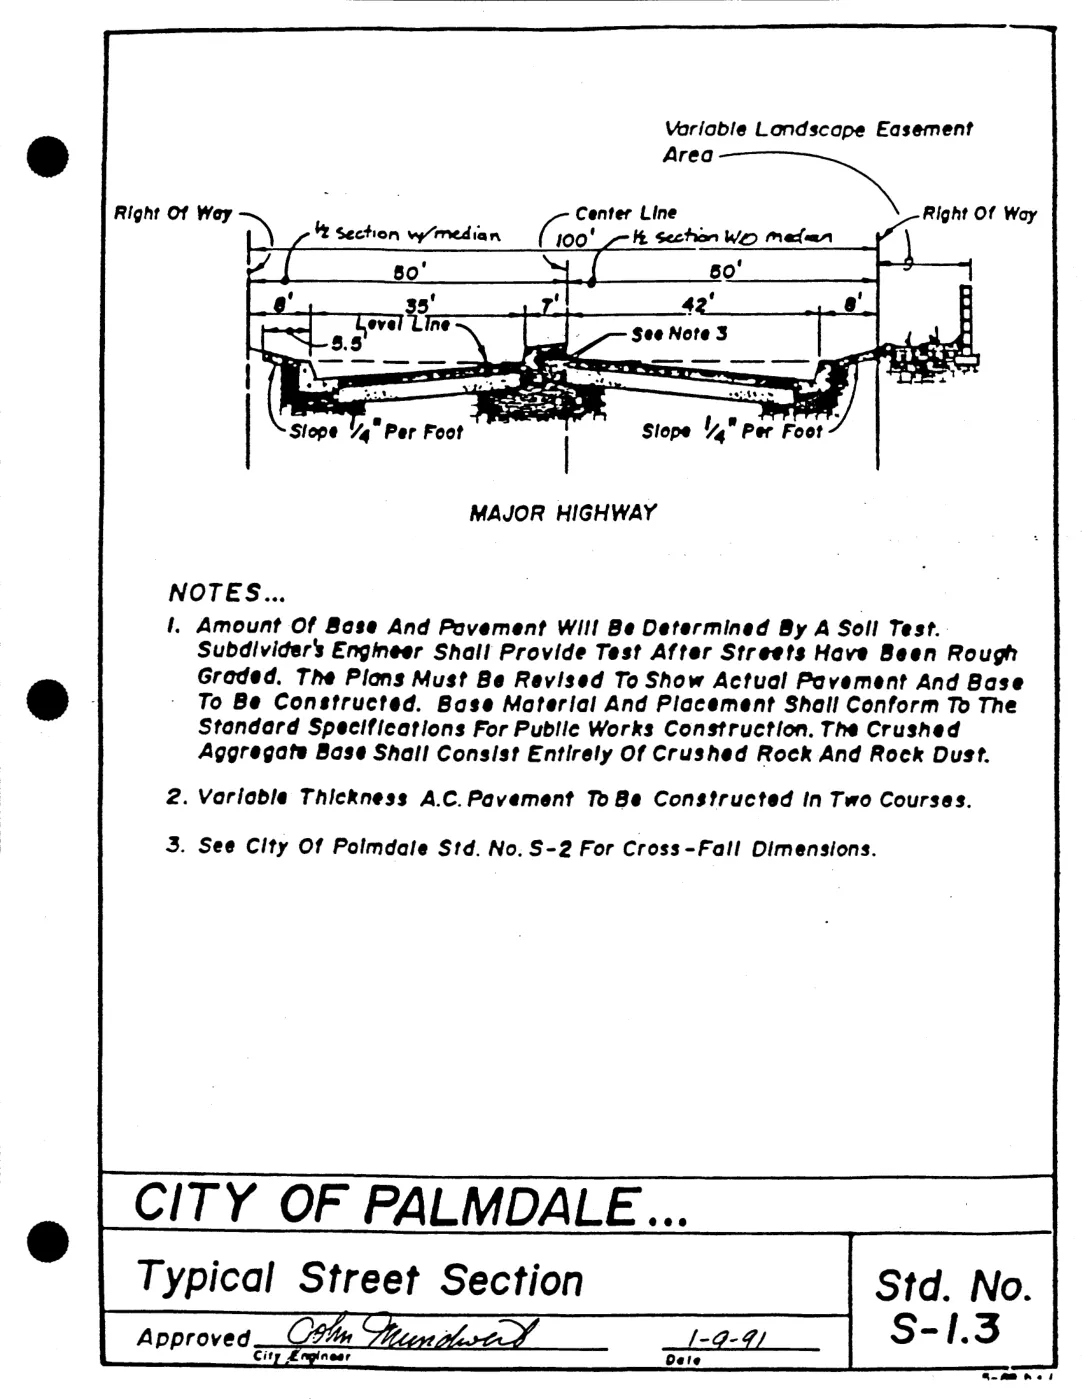 Variable Landscape Easement
Area
Right Of Way
Center Line
Right Of Way
½ section w/median
100'
½ section W/O median
50'
50'
9
8'
35'
7'
42'
8'
Level Line
See Note 3
5.5'
Slope 1/4" Per Foot
Slope 1/4" Per Foot
MAJOR HIGHWAY
NOTES...
1. Amount Of Base And Pavement Will Be Determined By A Soil Test.
Subdivider's Engineer Shall Provide Test After Streets Have Been Rough
Graded. The Plans Must Be Revised To Show Actual Pavement And Base
To Be Constructed. Base Material And Placement Shall Conform To The
Standard Specifications For Public Works Construction. The Crushed
Aggregate Base Shall Consist Entirely Of Crushed Rock And Rock Dust.
2. Variable Thickness A.C. Pavement To Be Constructed In Two Courses.
3. See City Of Palmdale Std. No. S-2 For Cross-Fall Dimensions.
CITY OF PALMDALE...
Typical Street Section
Std. No.
S-1.3
Approved
1-9-91
City Engineer
Date